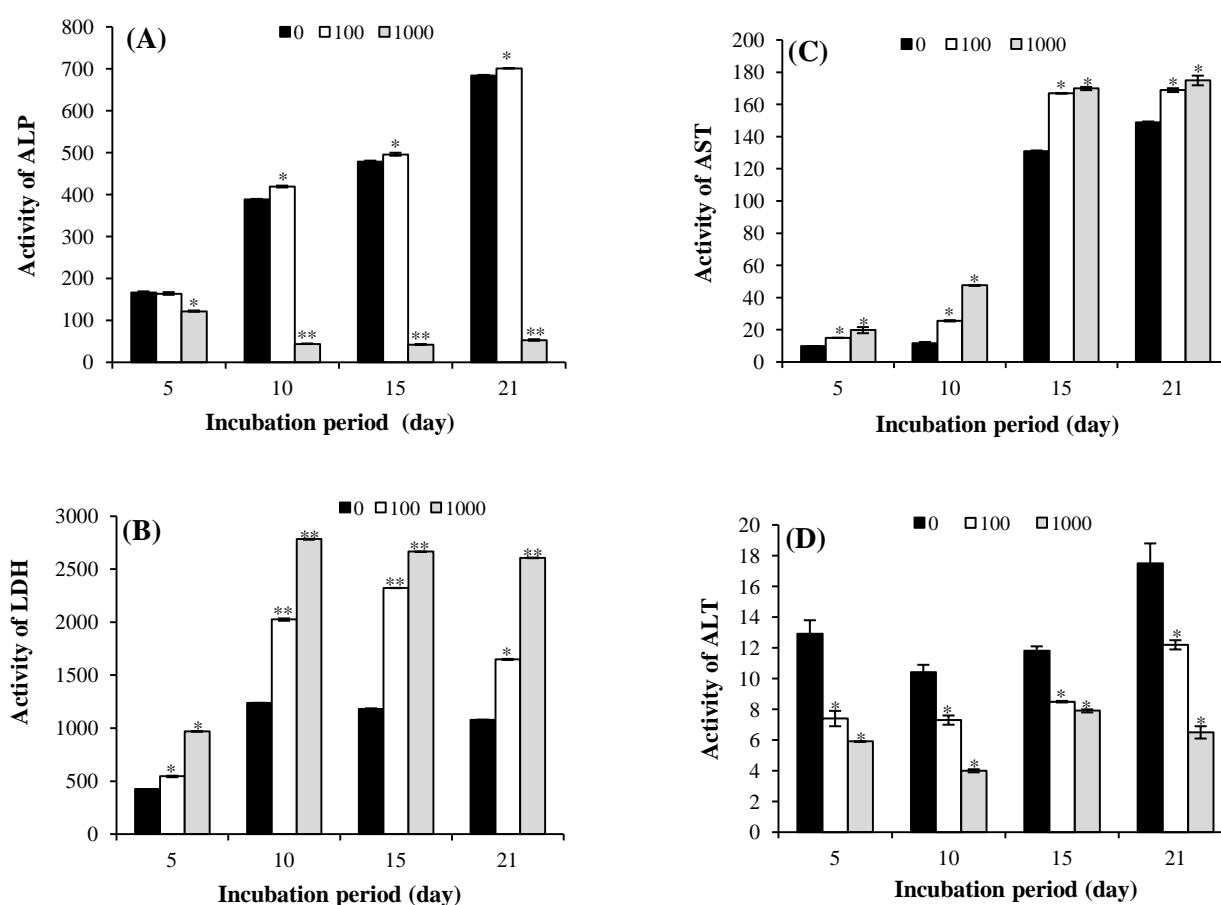 (A)
0 100 1000
Activity of ALP
800
700
600
500
400
300
200
100
0
* * * ** * ** * **
5 10 15 21
Incubation period (day)
(C)
0 100 1000
Activity of AST
200
180
160
140
120
100
80
60
40
20
0
* * * * * * * *
5 10 15 21
Incubation period (day)
(B)
0 100 1000
Activity of LDH
3000
2500
2000
1500
1000
500
0
* * ** ** ** ** * **
5 10 15 21
Incubation period (day)
(D)
0 100 1000
Activity of ALT
20
18
16
14
12
10
8
6
4
2
0
* * * * * * * *
5 10 15 21
Incubation period (day)